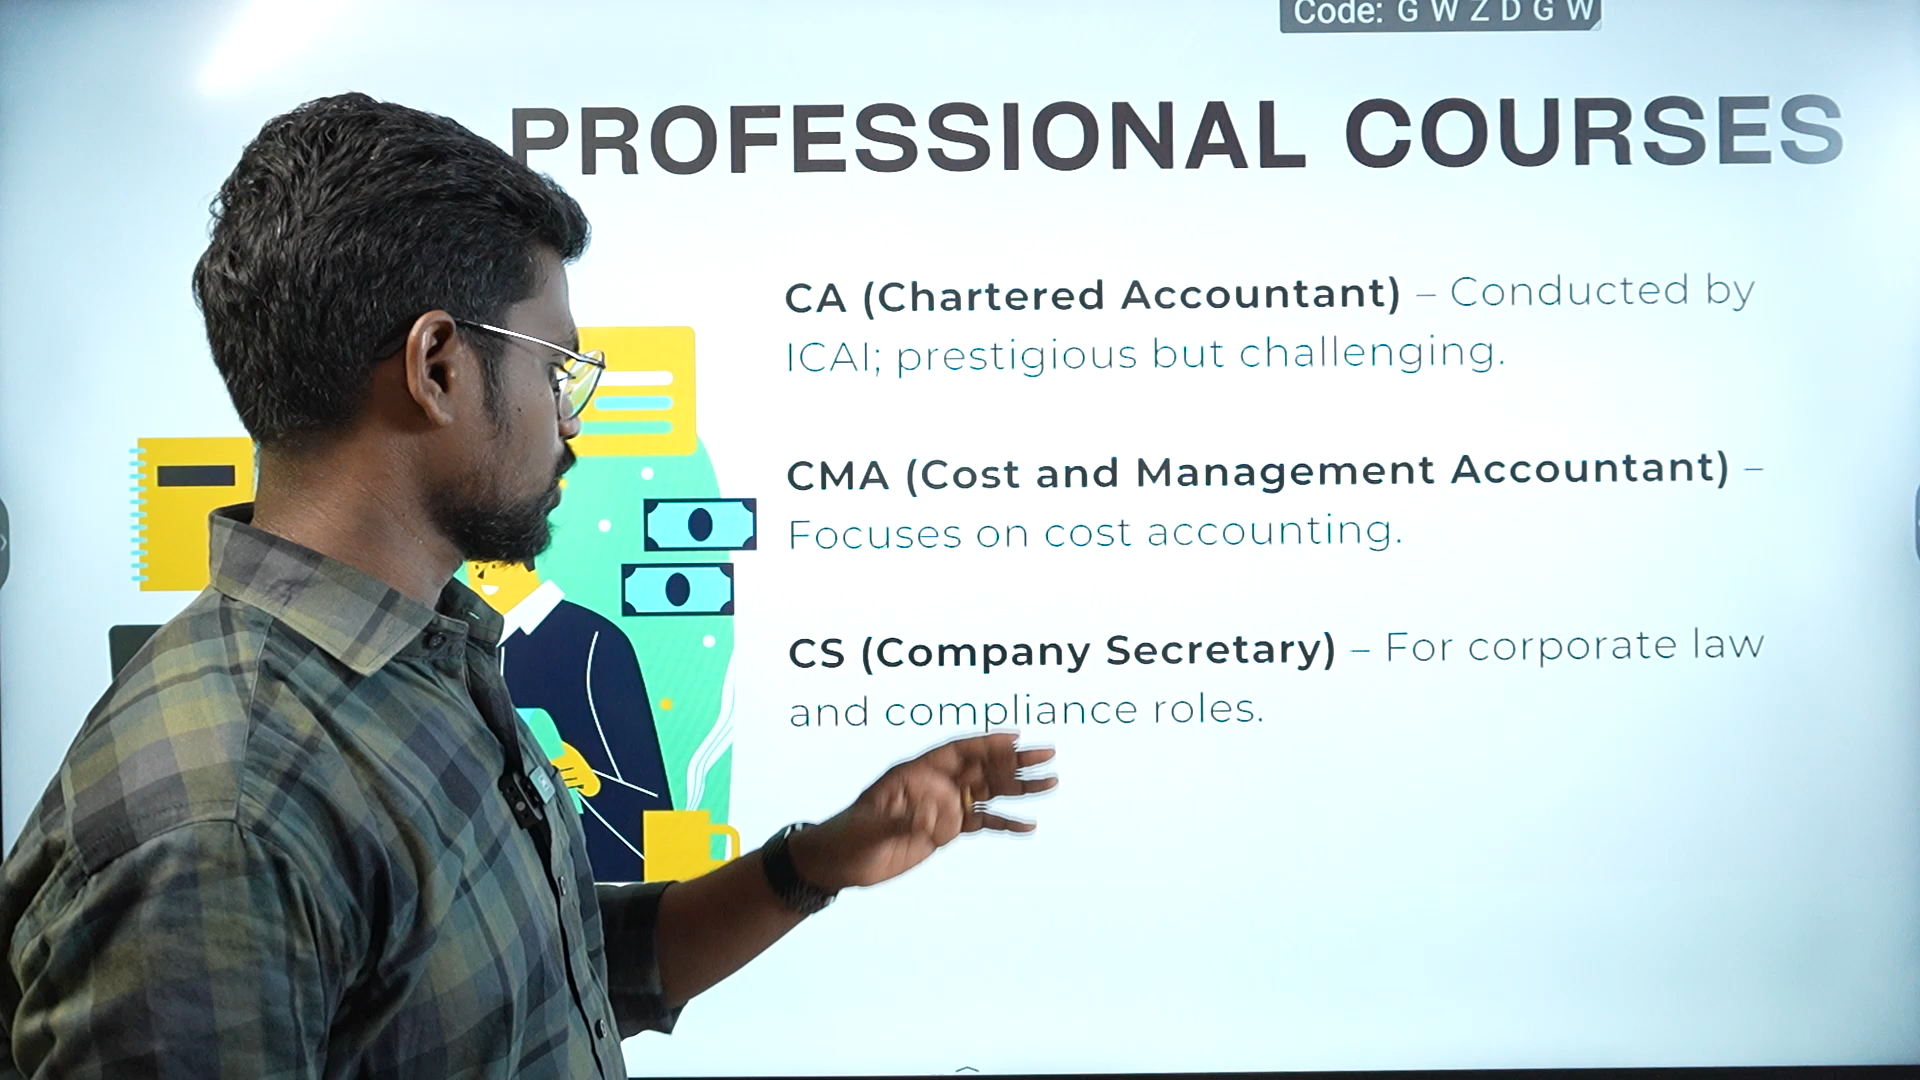 Code: G W Z D G W
PROFESSIONAL COURSES
CA (Chartered Accountant) – Conducted by
ICAI; prestigious but challenging.
CMA (Cost and Management Accountant) –
Focuses on cost accounting.
CS (Company Secretary) – For corporate law
and compliance roles.